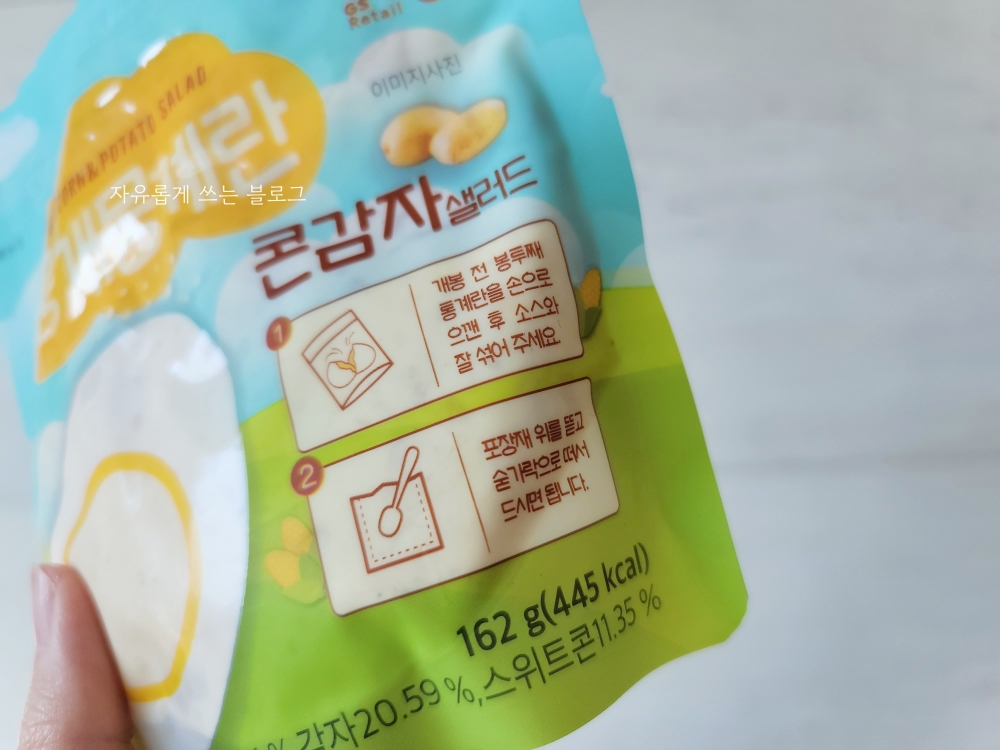 GS
Retail
이미지사진
CORN&POTATO SALAD
통계란
자유롭게 쓰는 블로그
콘감자샐러드
1
개봉 전 봉투째
통계란을 손으로
으깬 후 소스와
잘 섞어 주세요.
2
포장재 위를 뜯고
숟가락으로 떠서
드시면 됩니다.
162 g(445 kcal)
%, 감자20.59 %,스위트콘11.35 %